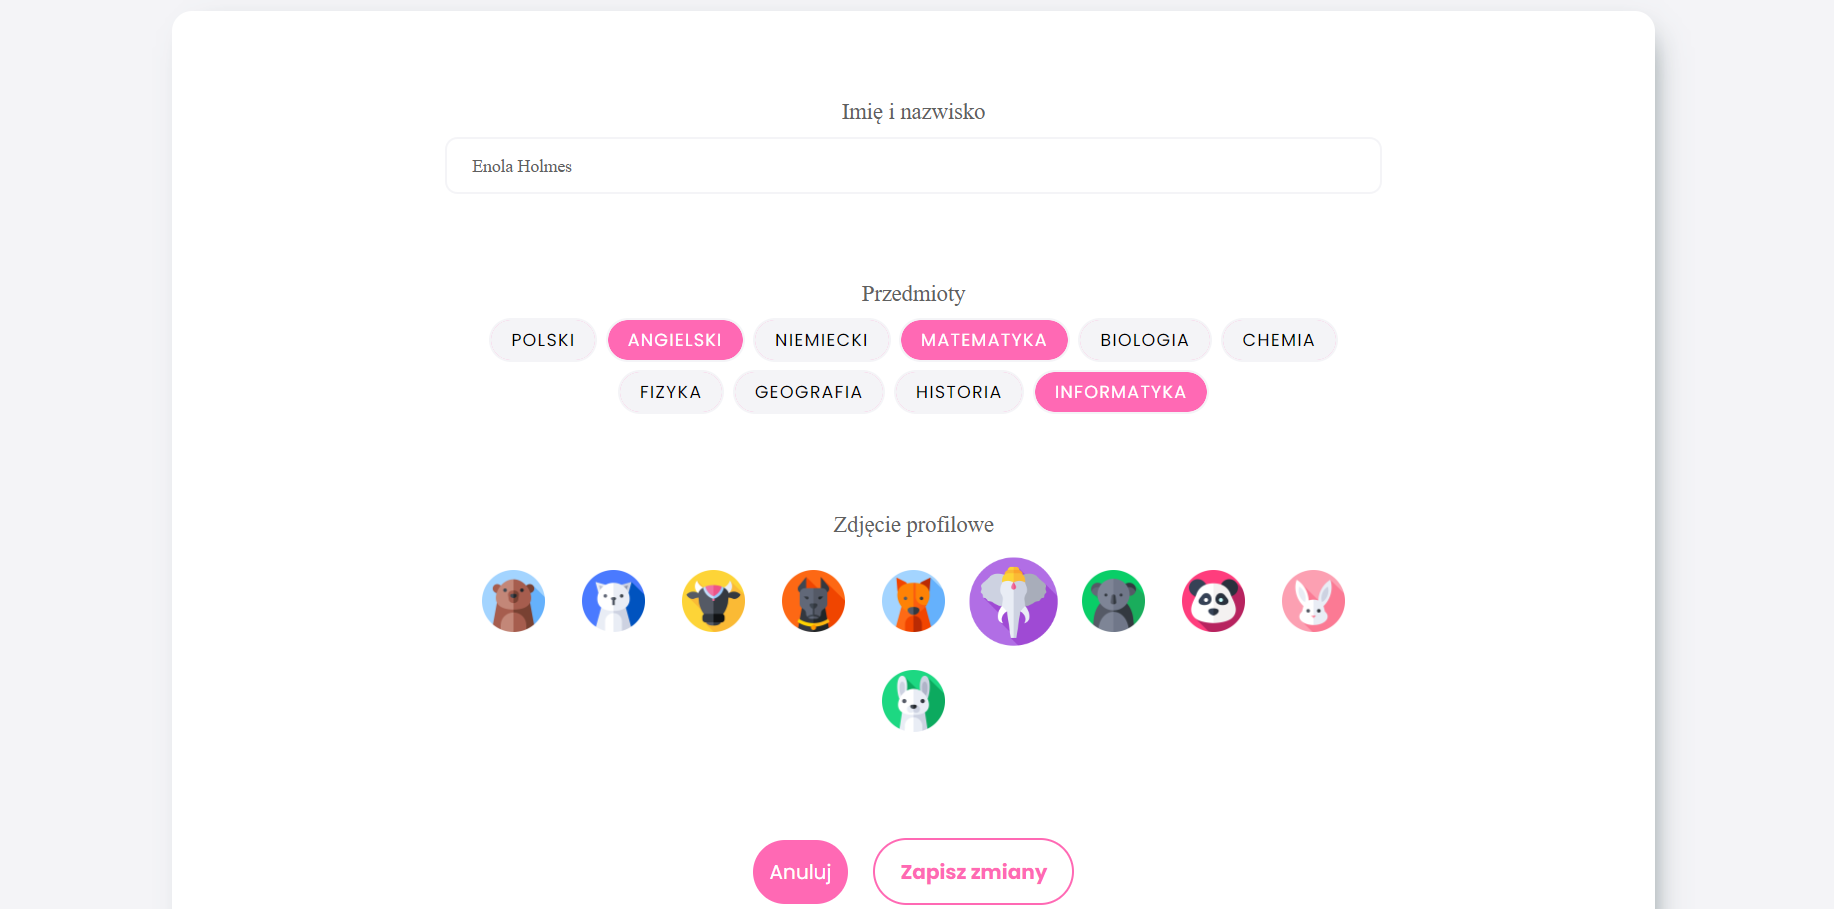 Imię i nazwisko
Enola Holmes
Przedmioty
POLSKI ANGIELSKI NIEMIECKI MATEMATYKA BIOLOGIA CHEMIA
FIZYKA GEOGRAFIA HISTORIA INFORMATYKA
Zdjęcie profilowe
Anuluj Zapisz zmiany